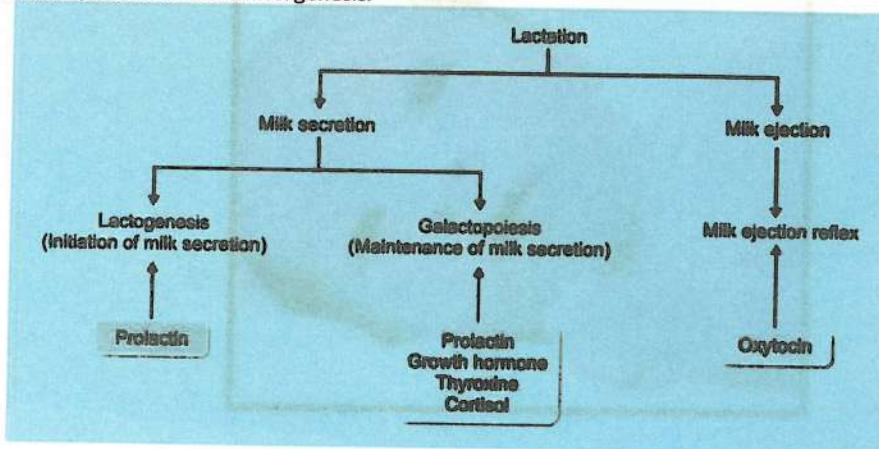 Lactation
Milk secretion
Milk ejection
Lactogenesis
(Initiation of milk secretion)
Galactopoiesis
(Maintenance of milk secretion)
Milk ejection reflex
Prolactin
Prolactin
Growth hormone
Thyroxine
Cortisol
Oxytocin